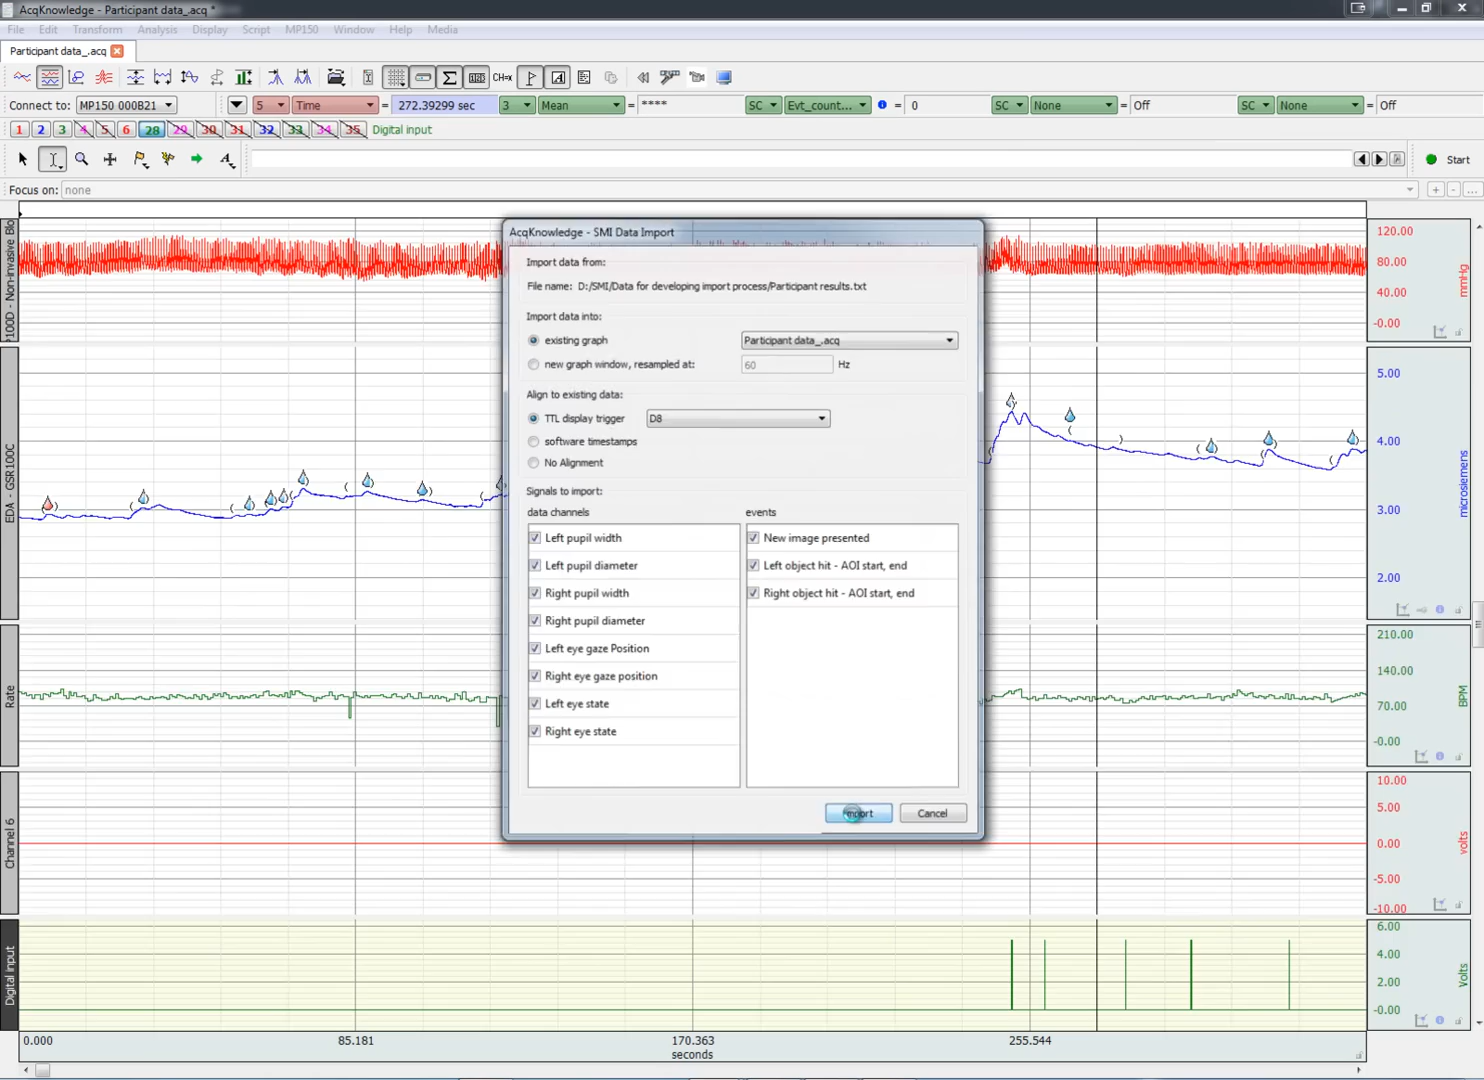 AcqKnowledge - Participant data_.acq *
File Edit Transform Analysis Display Script MP150 Window Help Media
Participant data_.acq
CH=x
Connect to: MP150 000B21 5 Time = 272.39299 sec 3 Mean = **** SC Evt_count... = 0 SC None = Off SC None = Off
1 2 3 4 5 6 28 29 30 31 32 33 34 35 Digital input
Start
Focus on: none
AcqKnowledge - SMI Data Import
Import data from:
File name: D:/SMI/Data for developing import process/Participant results.txt
Import data into:
existing graph Participant data_.acq
new graph window, resampled at: 60 Hz
Align to existing data:
TTL display trigger D8
software timestamps
No Alignment
Signals to import:
data channels events
Left pupil width New image presented
Left pupil diameter Left object hit - AOI start, end
Right pupil width Right object hit - AOI start, end
Right pupil diameter
Left eye gaze Position
Right eye gaze position
Left eye state
Right eye state
Import Cancel
P100D - Non-invasive Blo
120.00
80.00
40.00
-0.00
mmHg
EDA - GSR100C
5.00
4.00
3.00
2.00
microsiemens
Rate
210.00
140.00
70.00
-0.00
BPM
Channel 6
10.00
5.00
0.00
-5.00
-10.00
volts
Digital input
6.00
4.00
2.00
-0.00
Volts
0.000 85.181 170.363 255.544
seconds